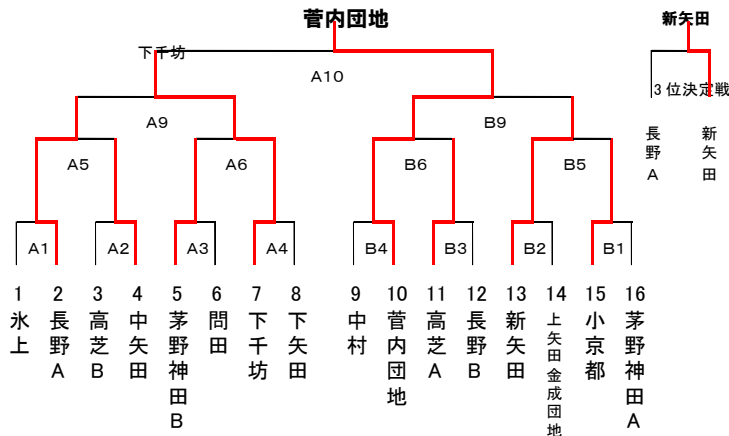 菅内団地
新矢田
下千坊
A10
3位決定戦
A9
B9
長野A
新矢田
A5
A6
B6
B5
A1
A2
A3
A4
B4
B3
B2
B1
1 氷上
2 長野A
3 高芝B
4 中矢田
5 茅野神田B
6 問田
7 下千坊
8 下矢田
9 中村
10 菅内団地
11 高芝A
12 長野B
13 新矢田
14 上矢田金成団地
15 小京都
16 茅野神田A